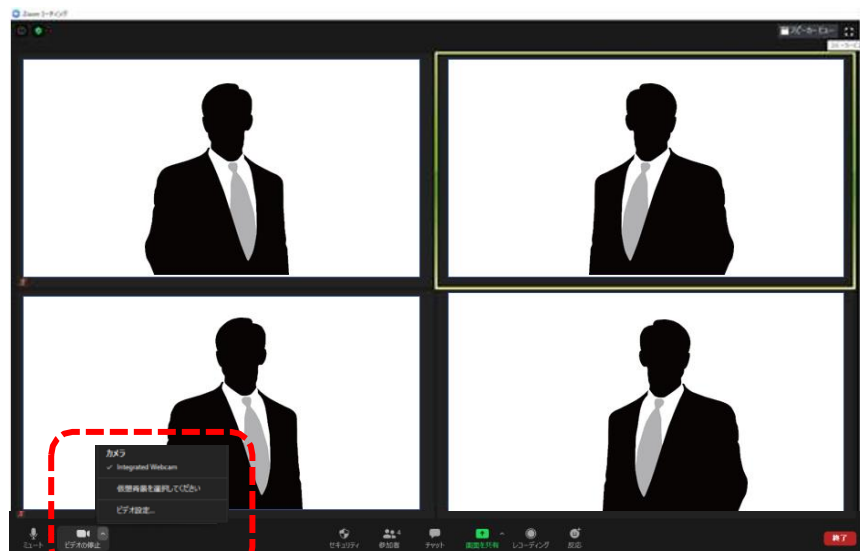 Zoom ミーティング
スピーカービュー
カメラ
✓ Integrated Webcam
仮想背景を選択してください
ビデオ設定...
ミュート
ビデオの停止
セキュリティ
参加者
4
チャット
画面を共有
レコーディング
反応
終了